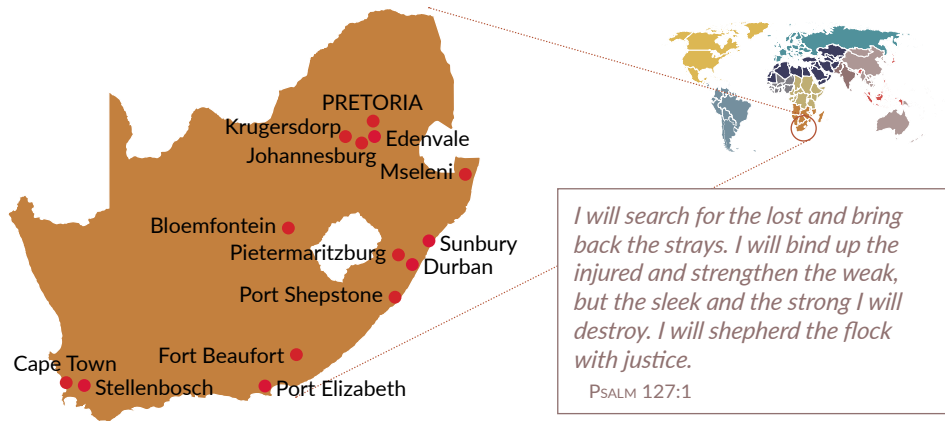 PRETORIA
Krugersdorp
Edenvale
Johannesburg
Mseleni
Bloemfontein
Sunbury
Pietermaritzburg
Durban
Port Shepstone
Fort Beaufort
Cape Town
Stellenbosch
Port Elizabeth
I will search for the lost and bring
back the strays. I will bind up the
injured and strengthen the weak,
but the sleek and the strong I will
destroy. I will shepherd the flock
with justice.
Psalm 127:1